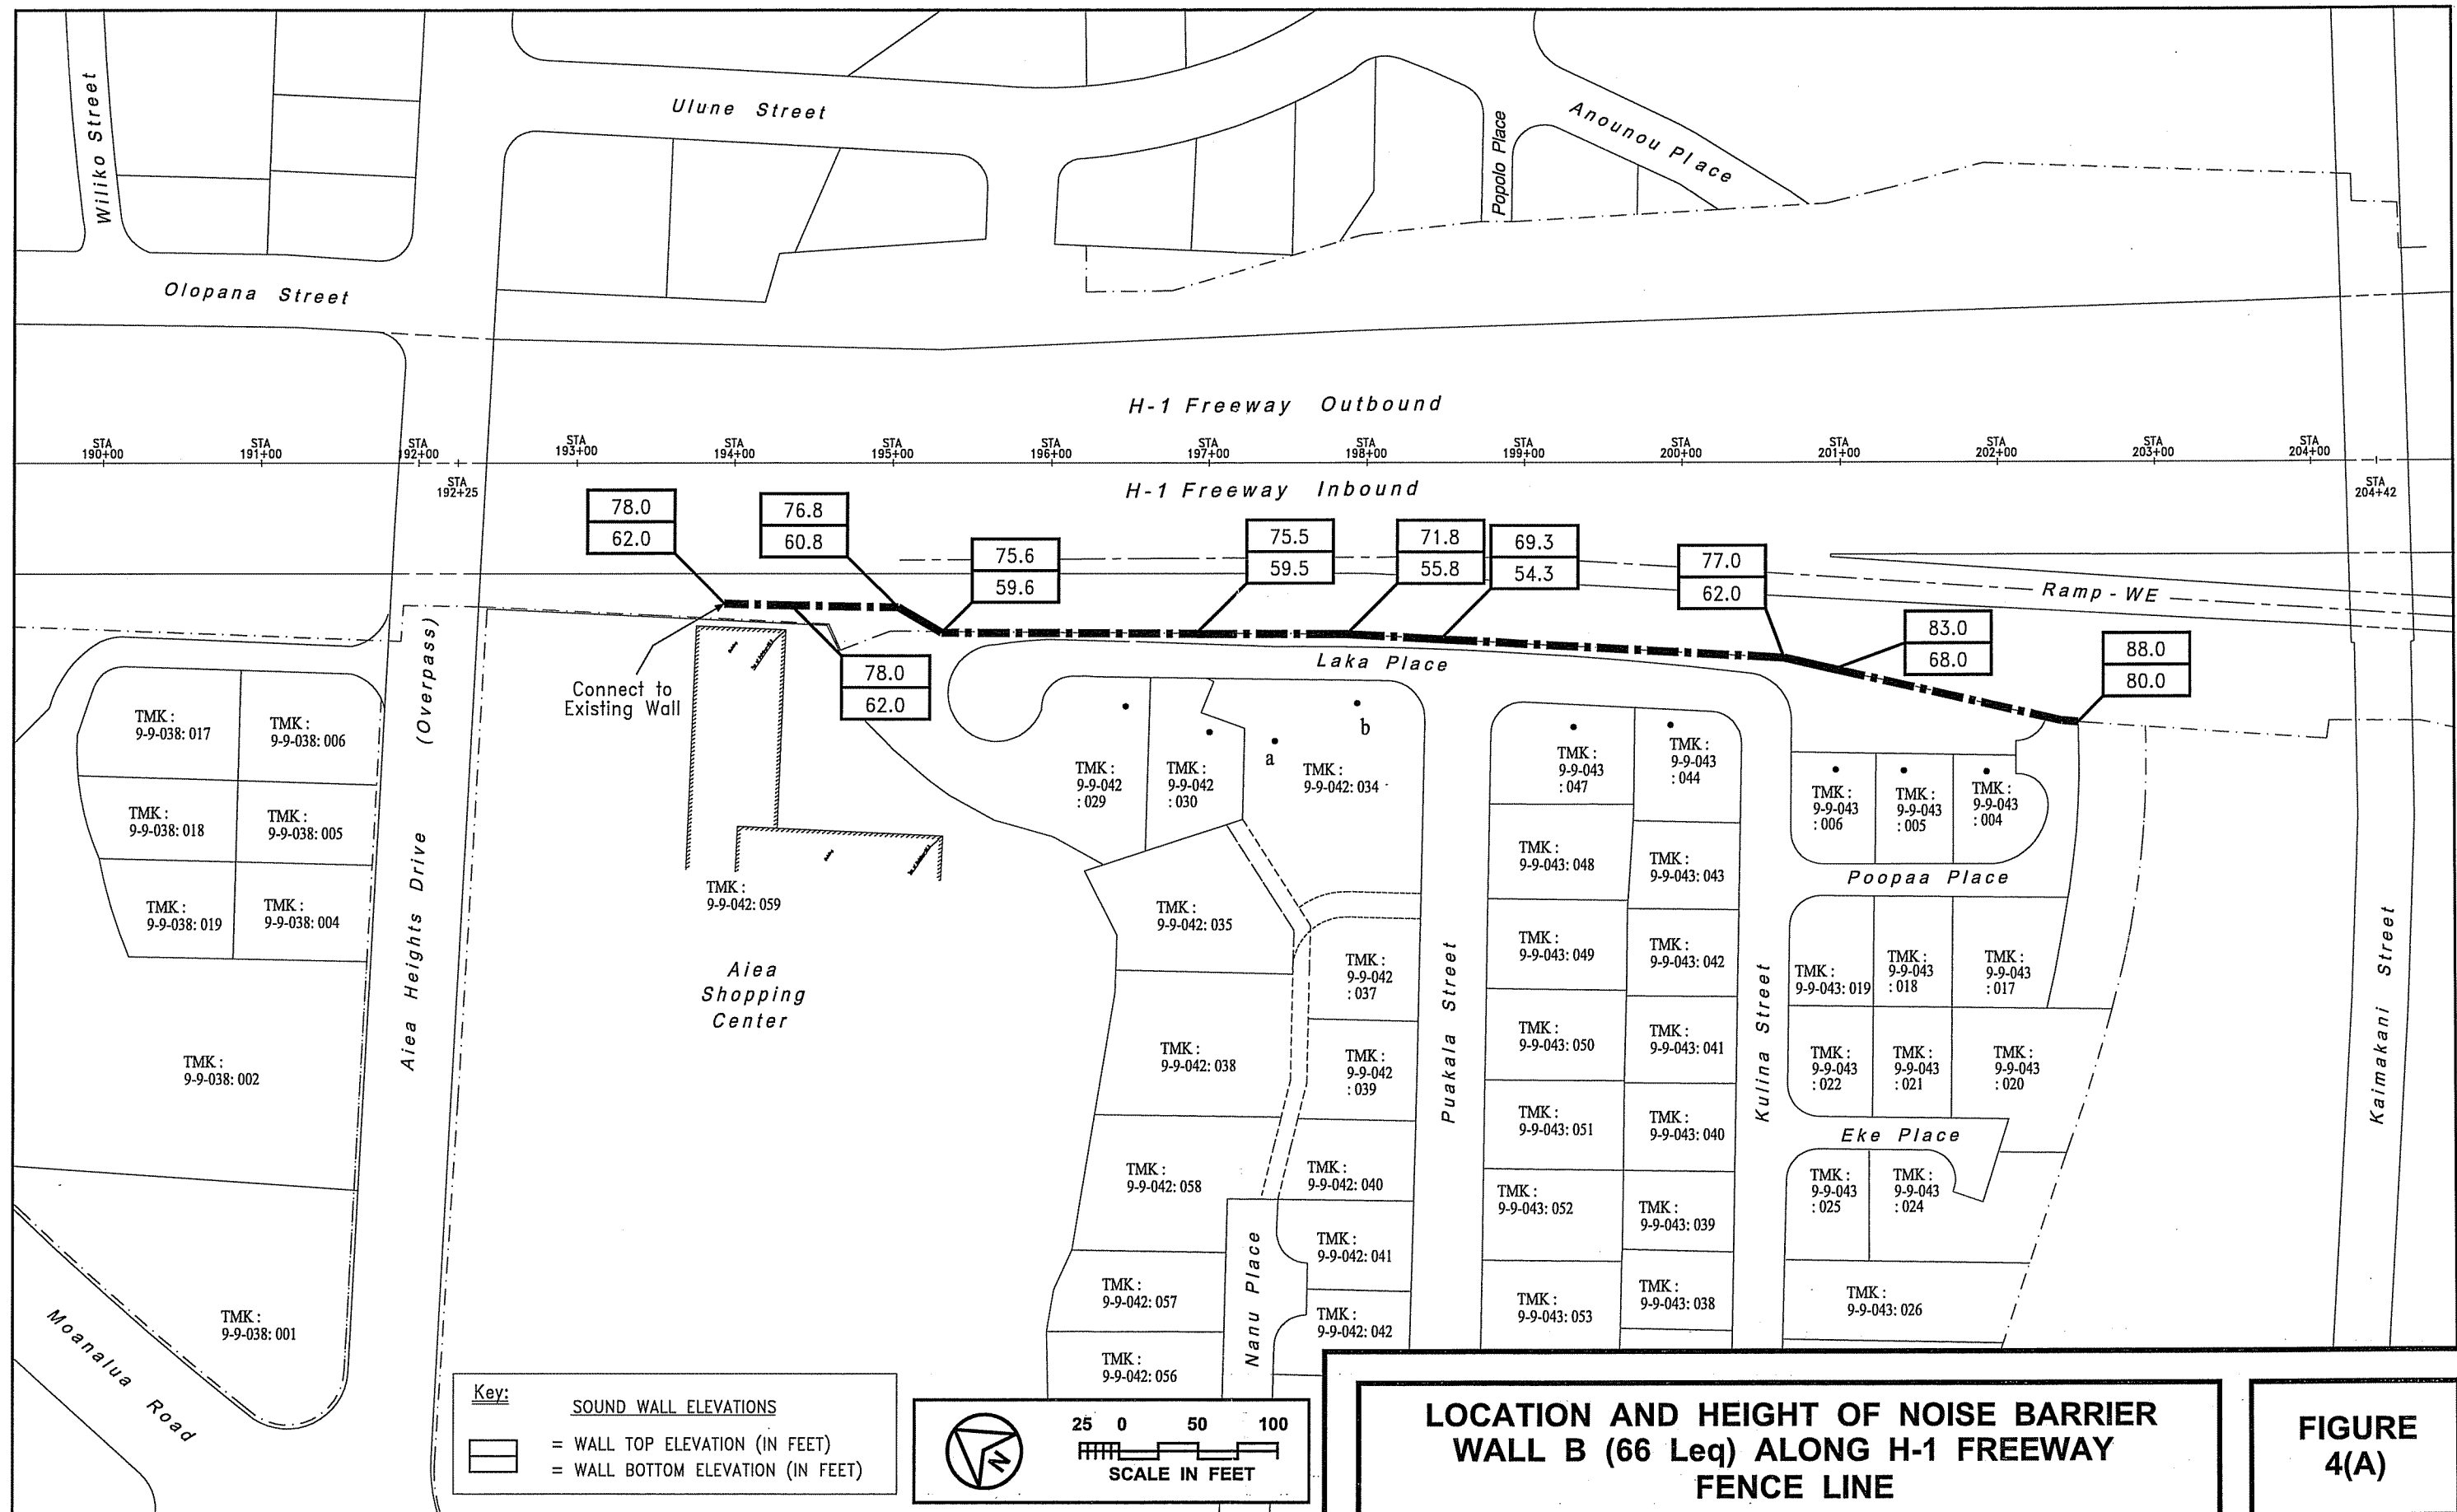 Wiliko Street
Ulune Street
Popolo Place
Anounou Place
Olopana Street
H-1 Freeway Outbound
STA
190+00
STA
191+00
STA
192+00
STA
193+00
STA
194+00
STA
195+00
STA
196+00
STA
197+00
STA
198+00
STA
199+00
STA
200+00
STA
201+00
STA
202+00
STA
203+00
STA
204+00
STA
192+25
H-1 Freeway Inbound
STA
204+42
78.0
62.0
76.8
60.8
75.6
59.6
75.5
59.5
71.8
55.8
69.3
54.3
77.0
62.0
83.0
68.0
88.0
80.0
78.0
62.0
Ramp-WE
Connect to
Existing Wall
Laka Place
Aiea Heights Drive (Overpass)
TMK:
9-9-038: 017
TMK:
9-9-038: 006
TMK:
9-9-038: 018
TMK:
9-9-038: 005
TMK:
9-9-038: 019
TMK:
9-9-038: 004
TMK:
9-9-038: 002
TMK:
9-9-038: 001
Moanalua Road
TMK:
9-9-042: 059
Aiea
Shopping
Center
TMK:
9-9-042
: 029
TMK:
9-9-042
: 030
a
b
TMK:
9-9-042: 034
TMK:
9-9-042: 035
TMK:
9-9-042
: 037
TMK:
9-9-042: 038
TMK:
9-9-042
: 039
TMK:
9-9-042: 058
TMK:
9-9-042: 040
TMK:
9-9-042: 041
TMK:
9-9-042: 057
TMK:
9-9-042: 042
TMK:
9-9-042: 056
Nanu Place
Puakala Street
TMK:
9-9-043
: 047
TMK:
9-9-043
: 044
TMK:
9-9-043: 048
TMK:
9-9-043: 043
TMK:
9-9-043: 049
TMK:
9-9-043: 042
TMK:
9-9-043: 050
TMK:
9-9-043: 041
TMK:
9-9-043: 051
TMK:
9-9-043: 040
TMK:
9-9-043: 052
TMK:
9-9-043: 039
TMK:
9-9-043: 053
TMK:
9-9-043: 038
Kulina Street
TMK:
9-9-043
: 006
TMK:
9-9-043
: 005
TMK:
9-9-043
: 004
Poopaa Place
TMK:
9-9-043: 019
TMK:
9-9-043
: 018
TMK:
9-9-043
: 017
TMK:
9-9-043
: 022
TMK:
9-9-043
: 021
TMK:
9-9-043
: 020
Eke Place
TMK:
9-9-043
: 025
TMK:
9-9-043
: 024
TMK:
9-9-043: 026
Kaimakani Street
Key:
SOUND WALL ELEVATIONS
= WALL TOP ELEVATION (IN FEET)
= WALL BOTTOM ELEVATION (IN FEET)
N
25 0 50 100
SCALE IN FEET
LOCATION AND HEIGHT OF NOISE BARRIER
WALL B (66 Leq) ALONG H-1 FREEWAY
FENCE LINE
FIGURE
4(A)